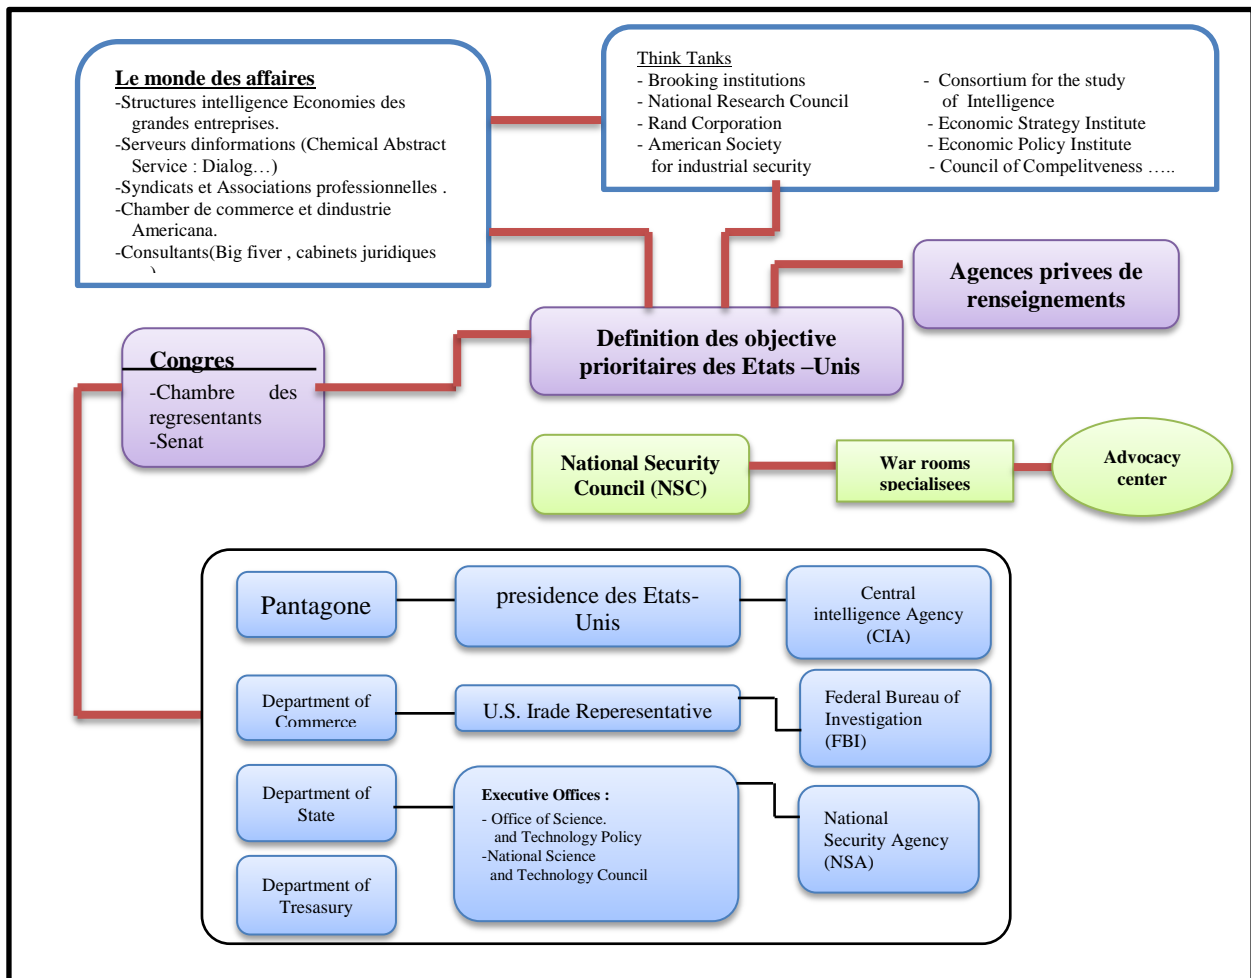 Le monde des affaires
-Structures intelligence Economies des
grandes entreprises.
-Serveurs dinformations (Chemical Abstract
Service : Dialog…)
-Syndicats et Associations professionnelles .
-Chamber de commerce et dindustrie
Americana.
-Consultants(Big fiver , cabinets juridiques
Think Tanks
- Brooking institutions
- National Research Council
- Rand Corporation
- American Society
for industrial security
- Consortium for the study
of Intelligence
- Economic Strategy Institute
- Economic Policy Institute
- Council of Compelitveness …..
Agences privees de
renseignements
Definition des objective
prioritaires des Etats –Unis
Congres
-Chambre des
regresentants
-Senat
National Security
Council (NSC)
War rooms
specialisees
Advocacy
center
Pantagone
presidence des Etats-
Unis
Central
intelligence Agency
(CIA)
Department of
Commerce
U.S. Irade Reperesentative
Federal Bureau of
Investigation
(FBI)
Department of
State
Executive Offices :
- Office of Science.
and Technology Policy
-National Science
and Technology Council
National
Security Agency
(NSA)
Department of
Tresasury